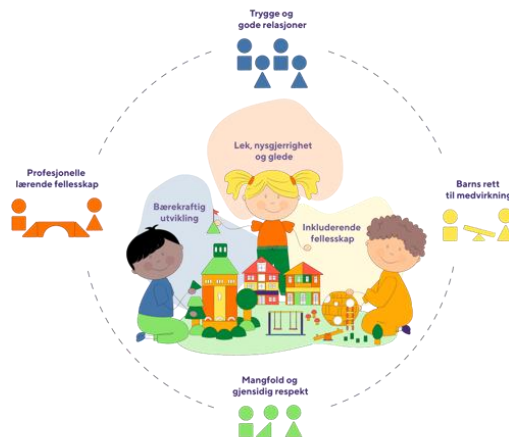 Trygge og
gode relasjoner
Lek, nysgjerrighet
og glede
Profesjonelle
lærende fellesskap
Bærekraftig
utvikling
Inkluderende
fellesskap
Barns rett
til medvirkning
Mangfold og
gjensidig respekt